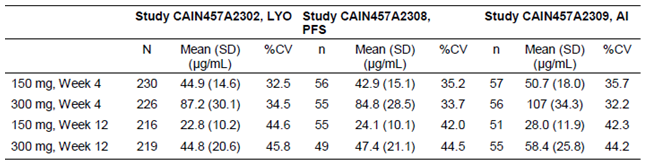 Study CAIN457A2302, LYO Study CAIN457A2308, PFS Study CAIN457A2309, AI
N Mean (SD) (µg/mL) %CV n Mean (SD) (µg/mL) %CV n Mean (SD) (µg/mL) %CV
150 mg, Week 4 230 44.9 (14.6) 32.5 56 42.9 (15.1) 35.2 57 50.7 (18.0) 35.7
300 mg, Week 4 226 87.2 (30.1) 34.5 55 84.8 (28.5) 33.7 56 107 (34.3) 32.2
150 mg, Week 12 216 22.8 (10.2) 44.6 55 24.1 (10.1) 42.0 51 28.0 (11.9) 42.3
300 mg, Week 12 219 44.8 (20.6) 45.8 49 47.4 (21.1) 44.5 55 58.4 (25.8) 44.2